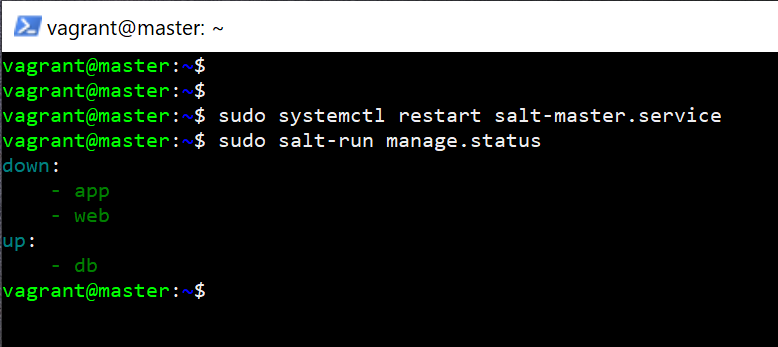 vagrant@master: ~
vagrant@master:~$
vagrant@master:~$
vagrant@master:~$ sudo systemctl restart salt-master.service
vagrant@master:~$ sudo salt-run manage.status
down:
    - app
    - web
up:
    - db
vagrant@master:~$